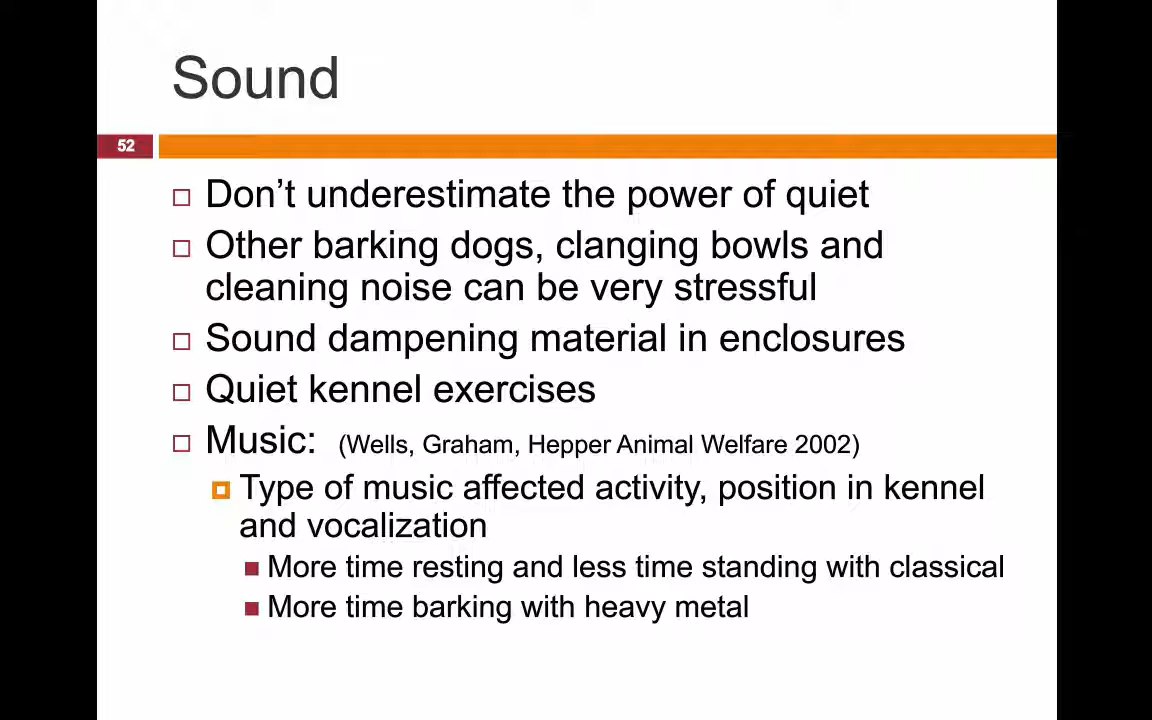 Sound
52
Don’t underestimate the power of quiet
Other barking dogs, clanging bowls and
cleaning noise can be very stressful
Sound dampening material in enclosures
Quiet kennel exercises
Music: (Wells, Graham, Hepper Animal Welfare 2002)
Type of music affected activity, position in kennel
and vocalization
More time resting and less time standing with classical
More time barking with heavy metal